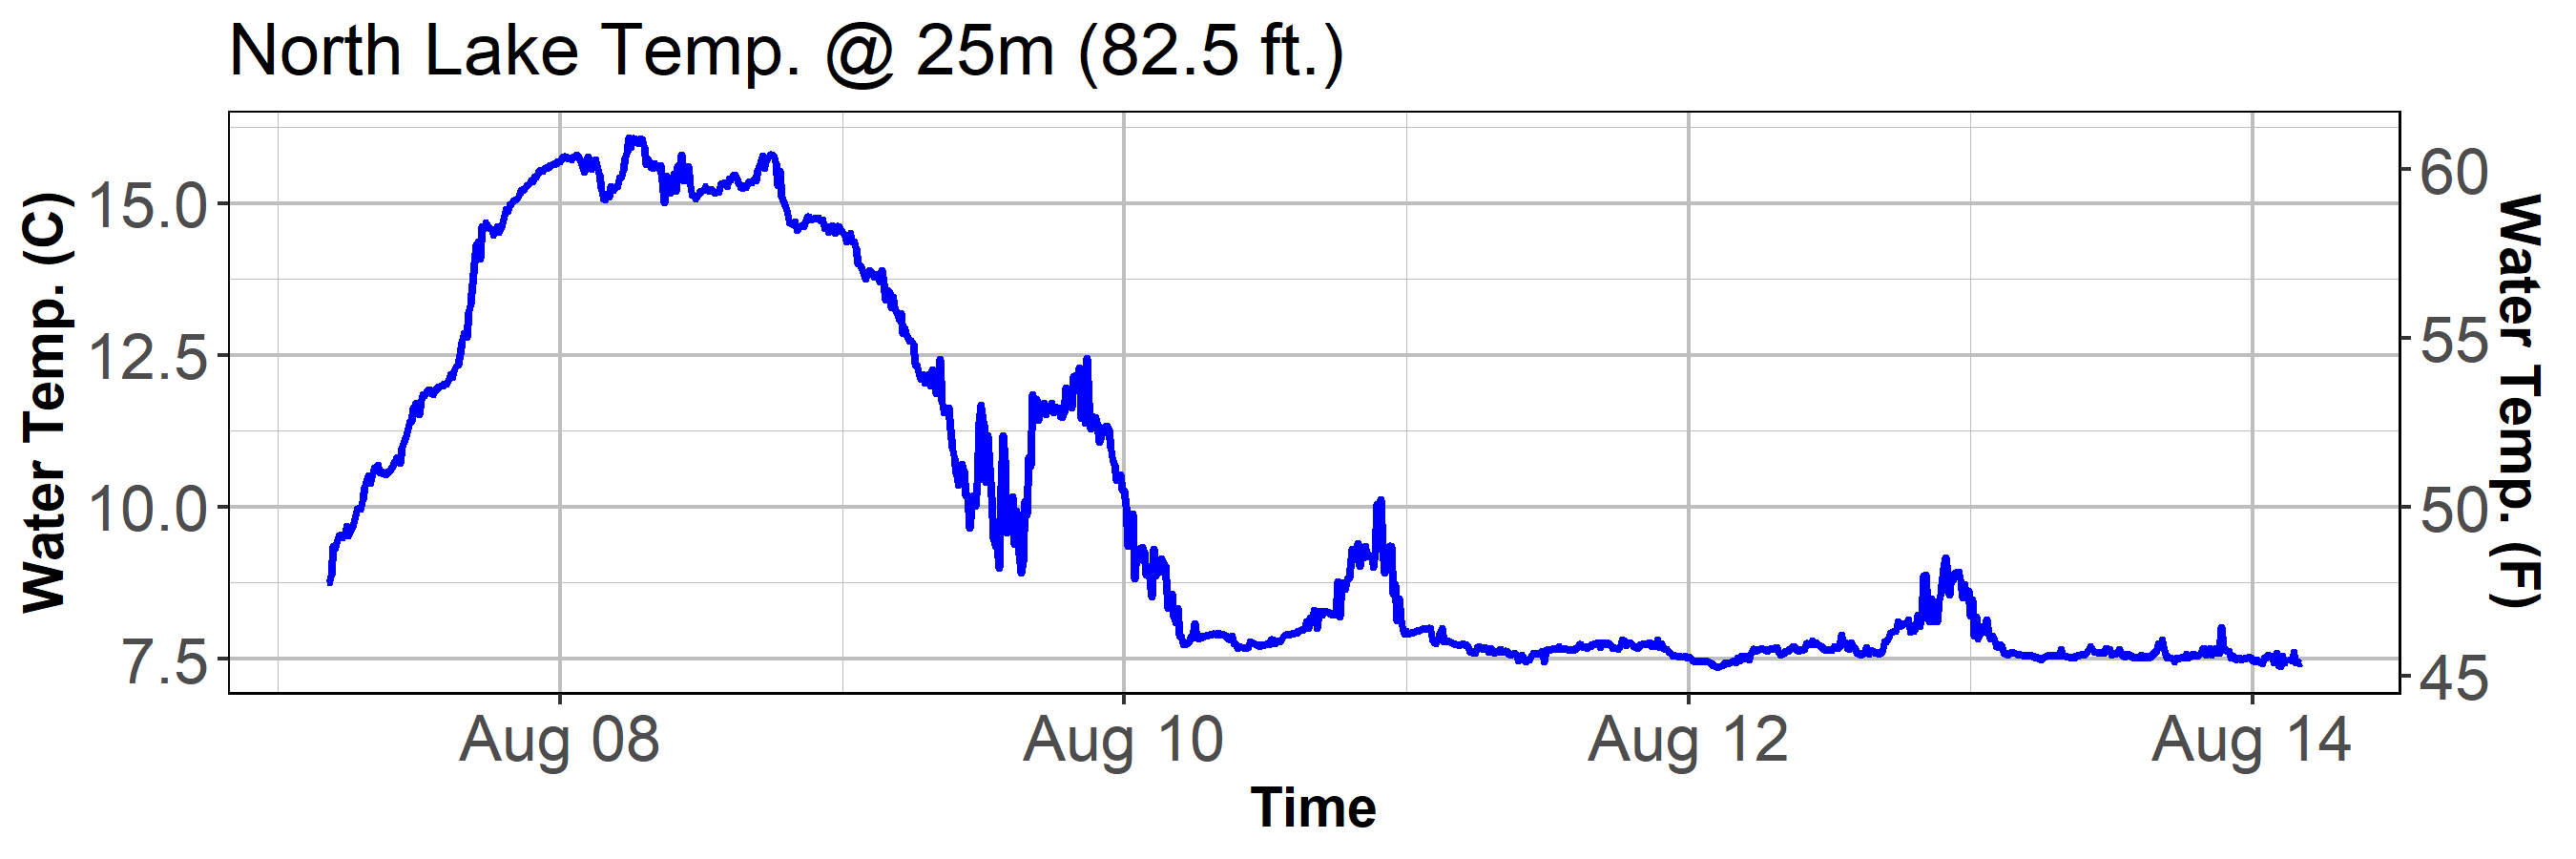 North Lake Temp. @ 25m (82.5 ft.)
Water Temp. (C)
15.0
12.5
10.0
7.5
60
55
50
45
Water Temp. (F)
Aug 08 Aug 10 Aug 12 Aug 14
Time